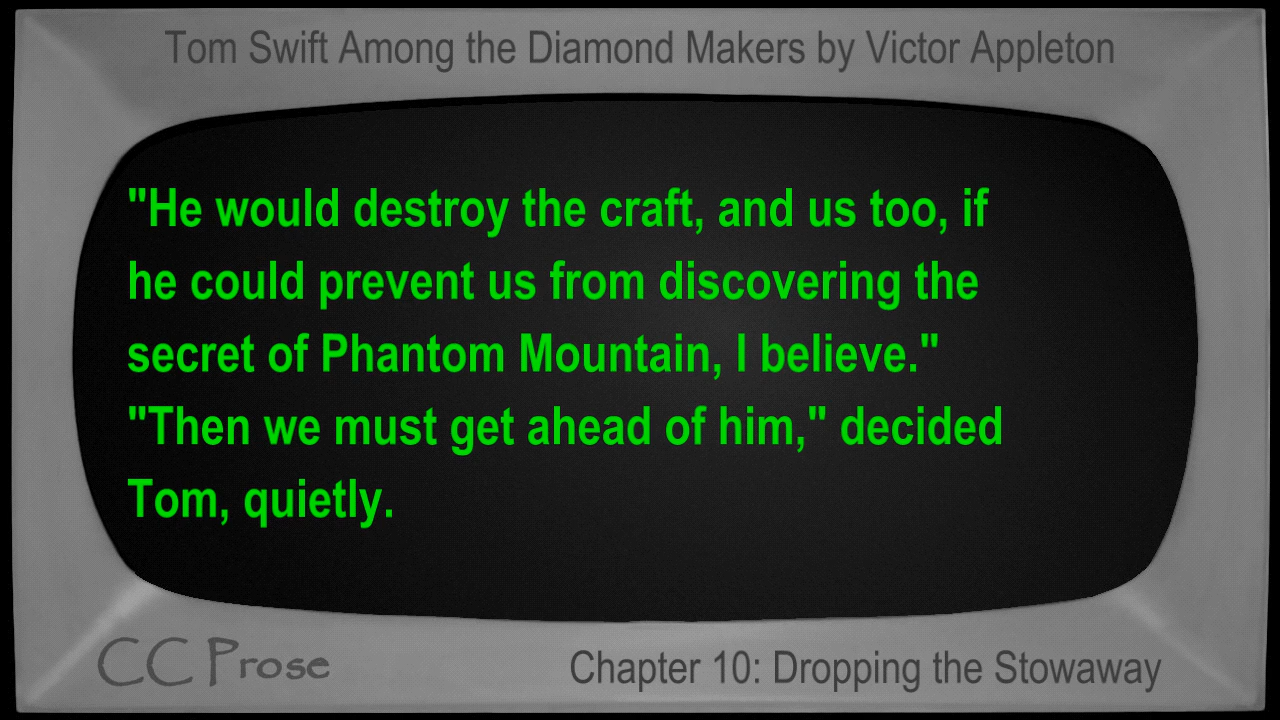 Tom Swift Among the Diamond Makers by Victor Appleton
"He would destroy the craft, and us too, if
he could prevent us from discovering the
secret of Phantom Mountain, I believe."
"Then we must get ahead of him," decided
Tom, quietly.
CC Prose
Chapter 10: Dropping the Stowaway